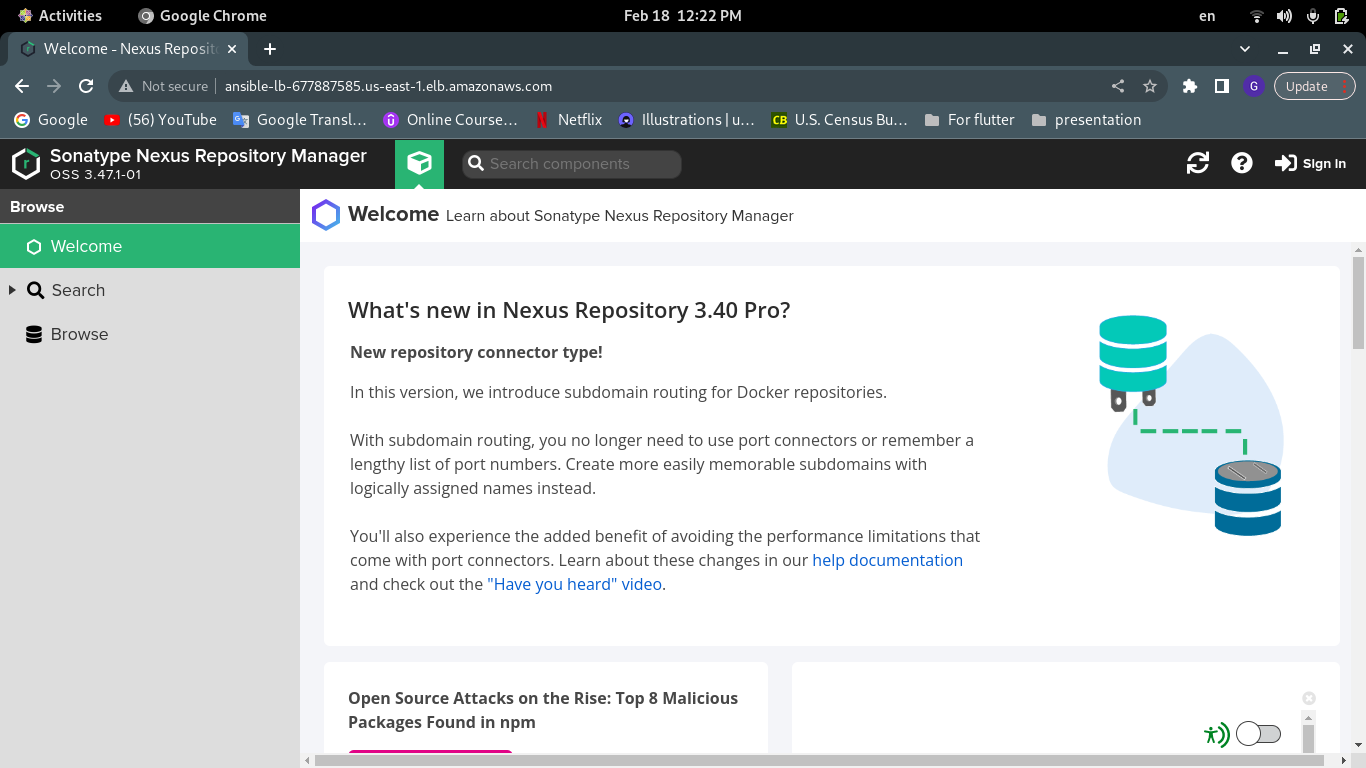 Activities
Google Chrome
Feb 18 12:22 PM
en
Welcome - Nexus Reposit
Not secure
ansible-lb-677887585.us-east-1.elb.amazonaws.com
G
Update
Google
(56) YouTube
Google Transl…
Online Course…
Netflix
Illustrations | u…
CB
U.S. Census Bu…
For flutter
presentation
r
Sonatype Nexus Repository Manager
OSS 3.47.1-01
Search components
Sign in
Browse
Welcome
Search
Browse
Welcome Learn about Sonatype Nexus Repository Manager
What's new in Nexus Repository 3.40 Pro?
New repository connector type!
In this version, we introduce subdomain routing for Docker repositories.
With subdomain routing, you no longer need to use port connectors or remember a
lengthy list of port numbers. Create more easily memorable subdomains with
logically assigned names instead.
You'll also experience the added benefit of avoiding the performance limitations that
come with port connectors. Learn about these changes in our help documentation
and check out the "Have you heard" video.
Open Source Attacks on the Rise: Top 8 Malicious
Packages Found in npm